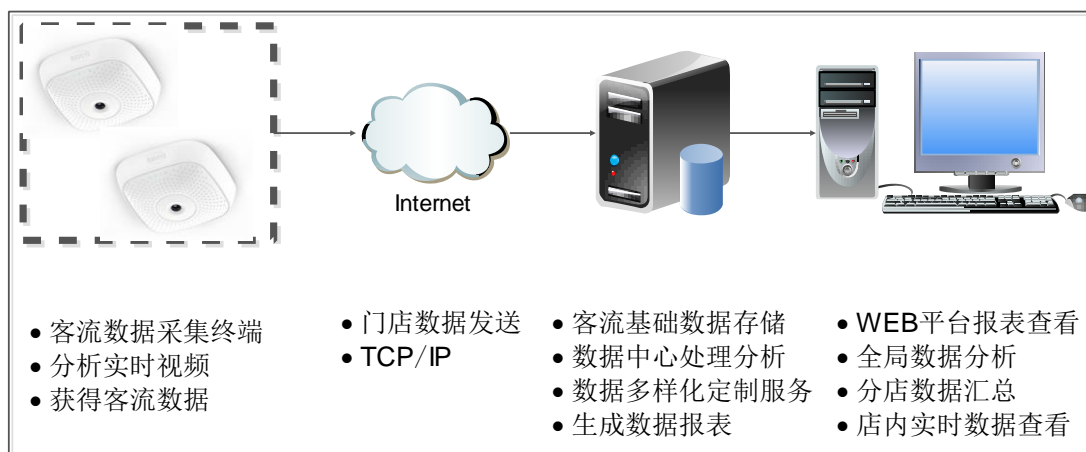 Internet
● 客流数据采集终端
● 分析实时视频
● 获得客流数据
● 门店数据发送
● TCP/IP
● 客流基础数据存储
● 数据中心处理分析
● 数据多样化定制服务
● 生成数据报表
● WEB平台报表查看
● 全局数据分析
● 分店数据汇总
● 店内实时数据查看